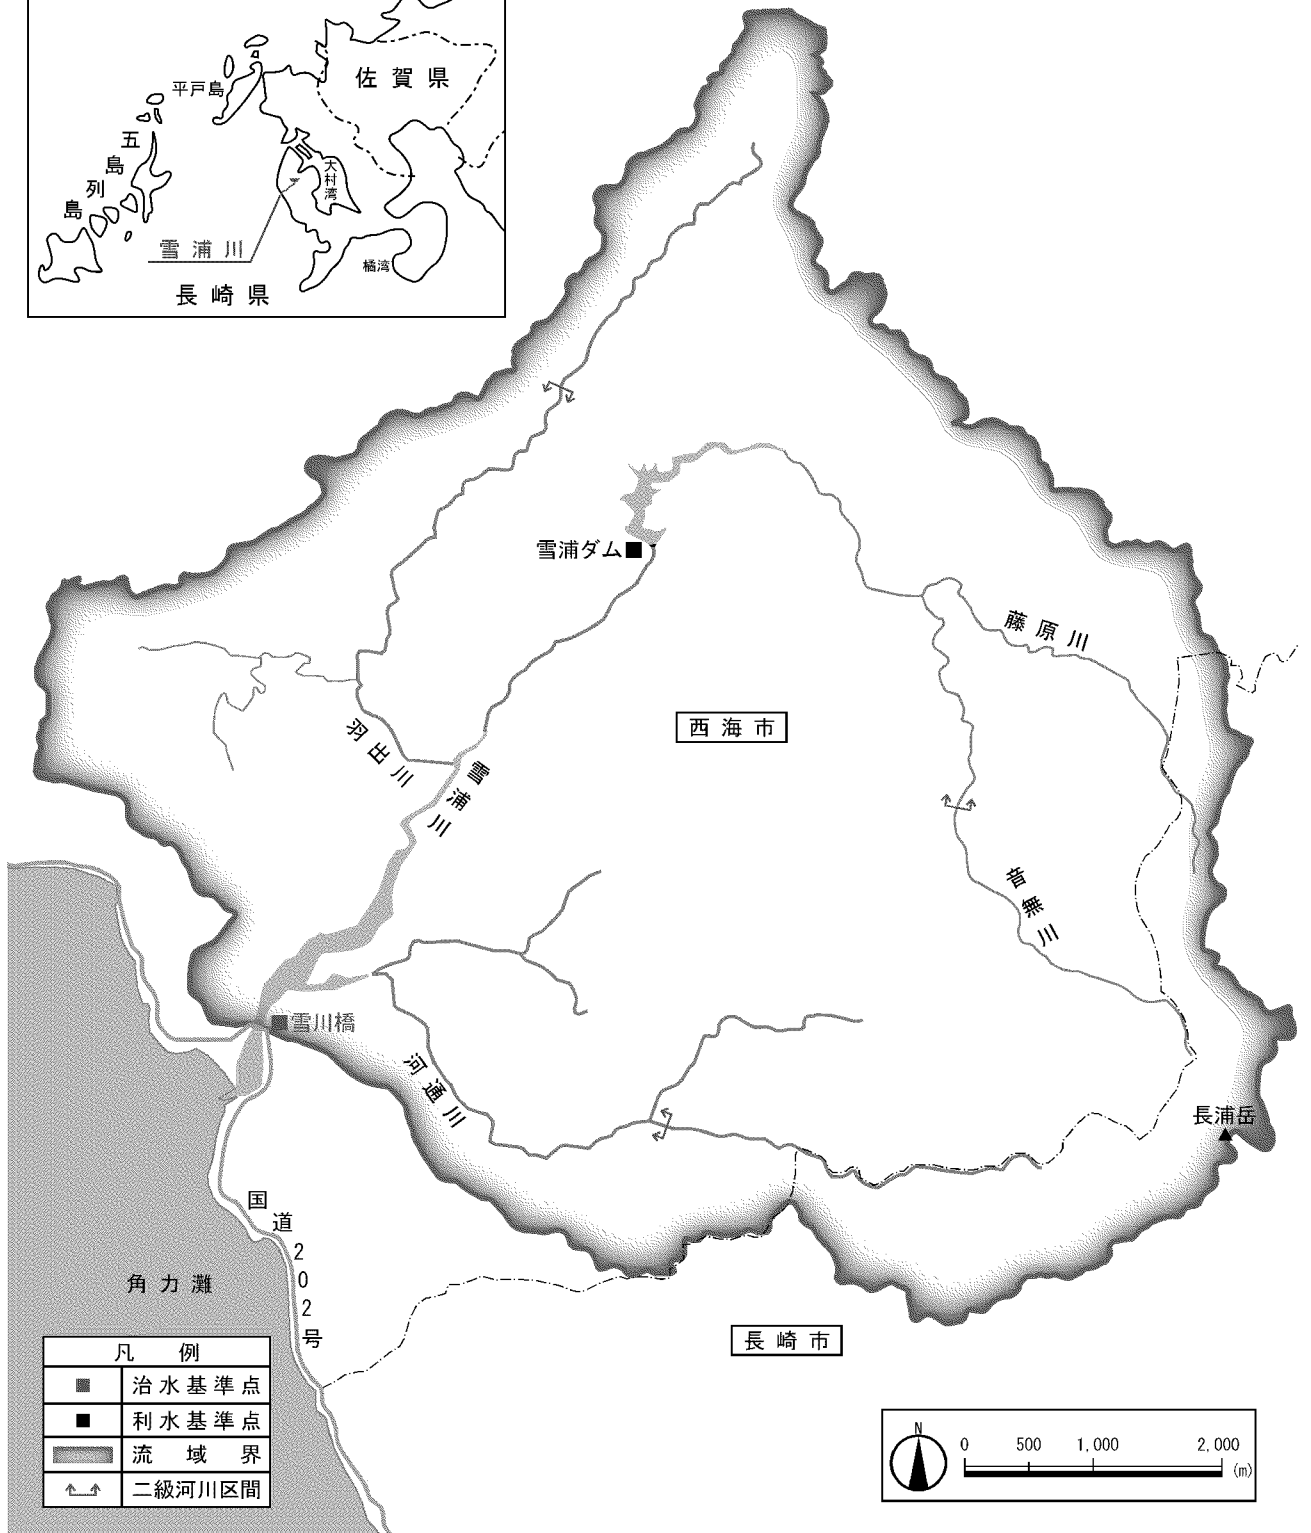 佐賀県
平戸島
五島列島
大村湾
雪浦川
橘湾
長崎県
雪浦ダム
藤原川
西海市
羽出川
雪浦川
音無川
雪川橋
河通川
長浦岳
国道202号
角力灘
長崎市
凡例
治水基準点
利水基準点
流域界
二級河川区間
N
0 500 1,000 2,000
(m)